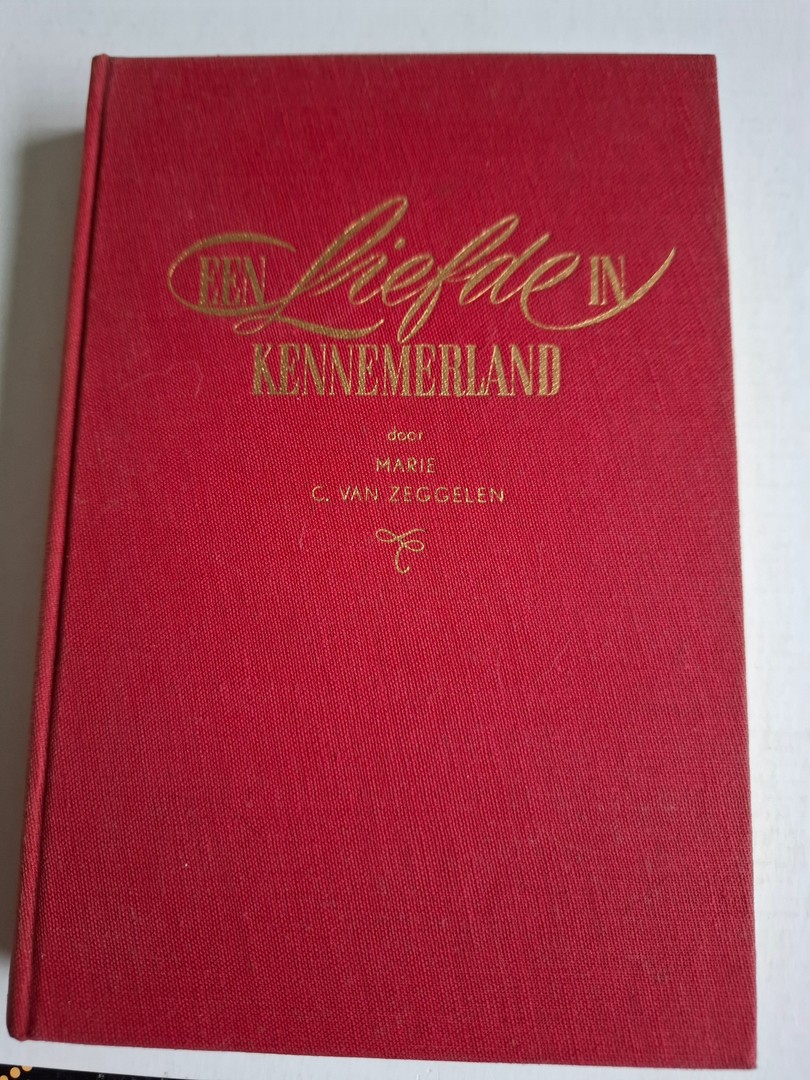 EEN Liefde IN
KENNEMERLAND
door
MARIE
C. VAN ZEGGELEN